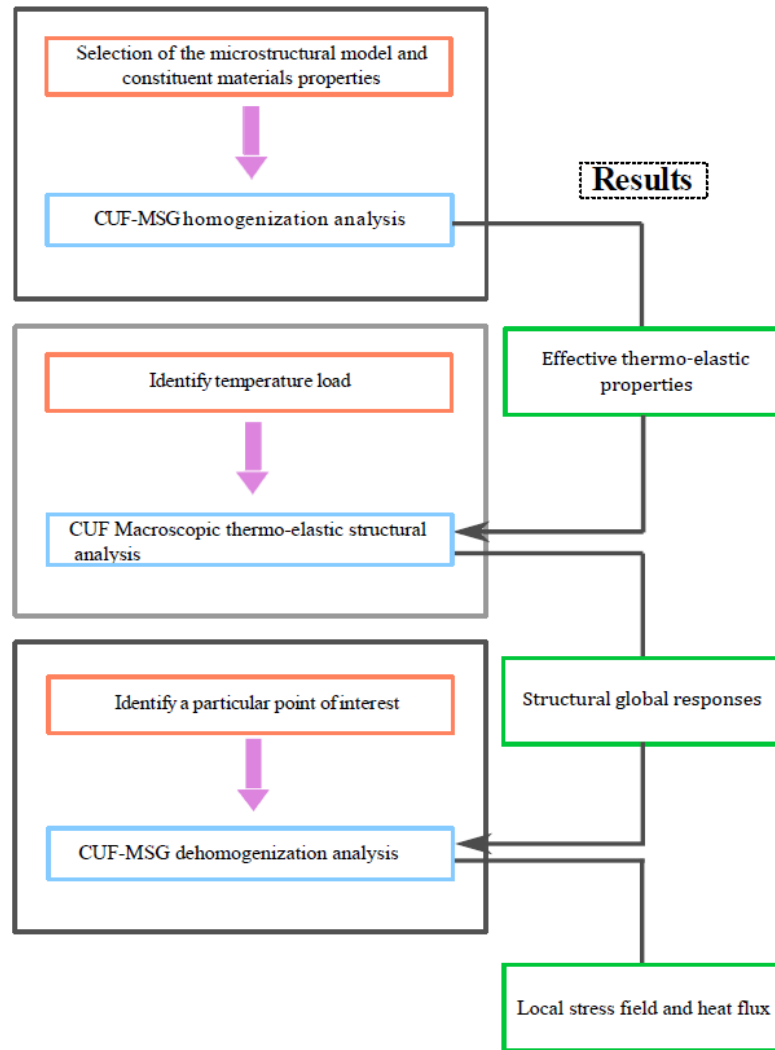 Selection of the microstructural model and
constituent materials properties
CUF-MSG homogenization analysis
Results
Effective thermo-elastic
properties
Identify temperature load
CUF Macroscopic thermo-elastic structural
analysis
Structural global responses
Identify a particular point of interest
CUF-MSG dehomogenization analysis
Local stress field and heat flux